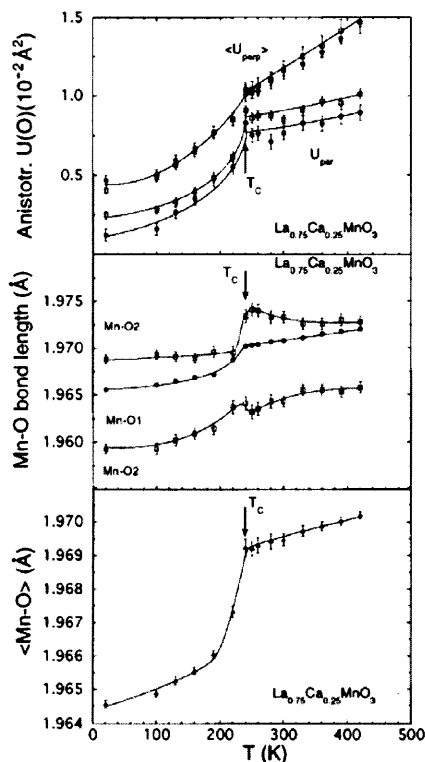 Anistotr. U(O)(10⁻² Å²)
1.5
1.0
0.5
<U_perp>
U_par
T_C
La₀.₇₅Ca₀.₂₅MnO₃
Mn-O bond length (Å)
1.975
1.970
1.965
1.960
La₀.₇₅Ca₀.₂₅MnO₃
T_C
Mn-O2
Mn-O1
Mn-O2
<Mn-O> (Å)
1.970
1.969
1.968
1.967
1.966
1.965
1.964
T_C
La₀.₇₅Ca₀.₂₅MnO₃
0 100 200 300 400 500
T (K)